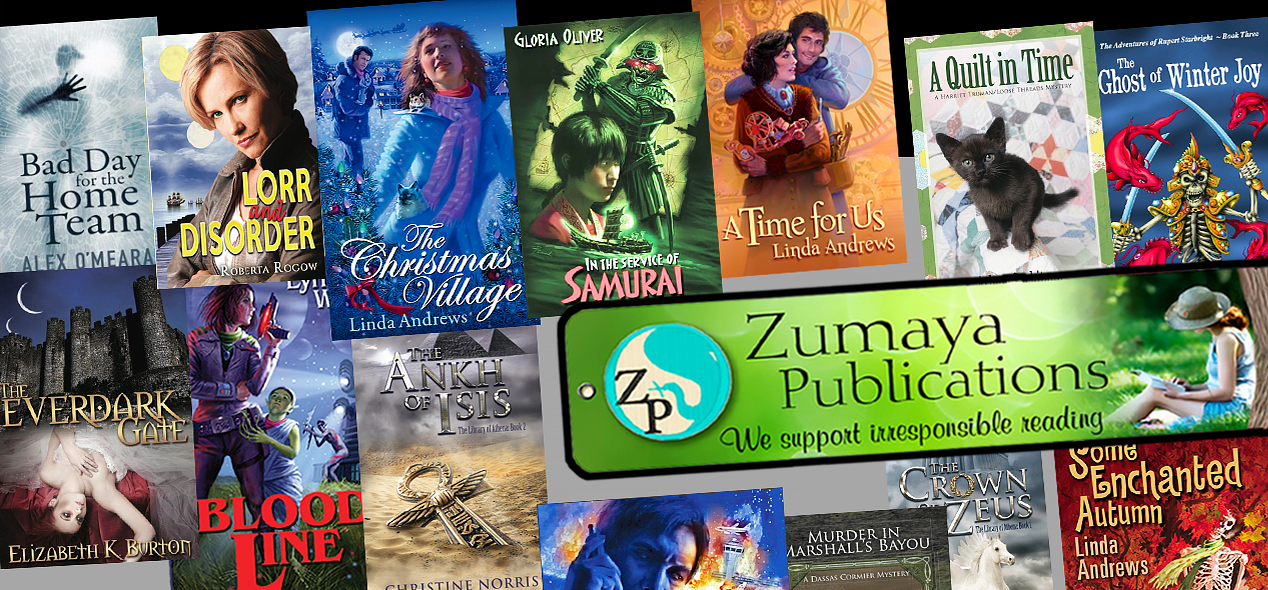 Bad Day
for the
Home
Team
ALEX O'MEARA
LORR
and
DISORDER
ROBERTA ROGOW
The
Christmas
Village
Linda Andrews
GLORIA OLIVER
IN THE SERVICE OF
SAMURAI
A Time for Us
Linda Andrews
A Quilt in Time
A HARRIET TRUMAN/LOOSE THREADS MYSTERY
The Adventures of Rupert Starbright ~ Book Three
The
Ghost of Winter Joy
THE
EVERDARK
GATE
ELIZABETH K. BURTON
BLOOD
LINE
THE
ANKH
OF ISIS
The Library of Athena Book 2
CHRISTINE NORRIS
ZP
Zumaya
Publications
We support irresponsible reading
MURDER IN
MARSHALL'S BAYOU
A DASSAS CORMIER MYSTERY
THE
CROWN
OF ZEUS
The Library of Athena Book 1
Some
Enchanted
Autumn
Linda
Andrews